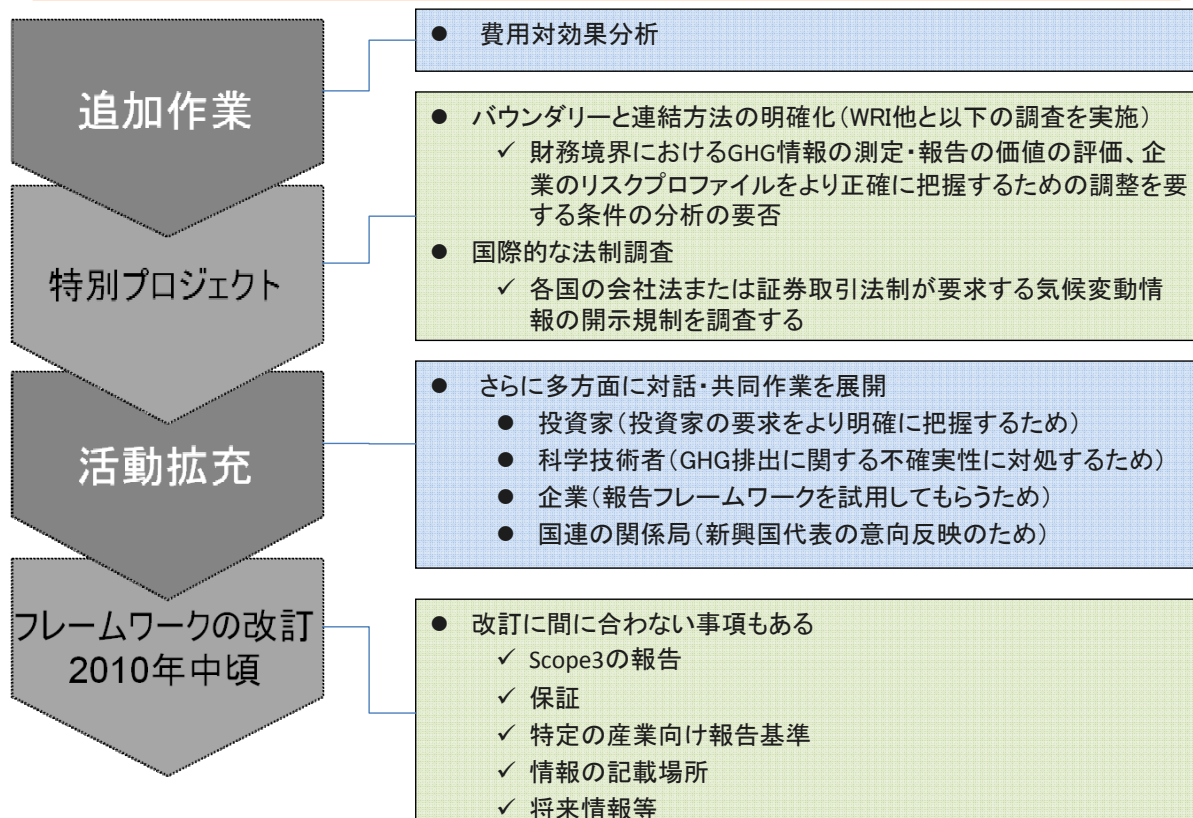 追加作業
● 費用対効果分析
特別プロジェクト
● バウンダリーと連結方法の明確化(WRI他と以下の調査を実施)
✓ 財務境界におけるGHG情報の測定・報告の価値の評価、企
業のリスクプロファイルをより正確に把握するための調整を要
する条件の分析の要否
● 国際的な法制調査
✓ 各国の会社法または証券取引法制が要求する気候変動情
報の開示規制を調査する
活動拡充
● さらに多方面に対話・共同作業を展開
● 投資家(投資家の要求をより明確に把握するため)
● 科学技術者(GHG排出に関する不確実性に対処するため)
● 企業(報告フレームワークを試用してもらうため)
● 国連の関係局(新興国代表の意向反映のため)
フレームワークの改訂
2010年中頃
● 改訂に間に合わない事項もある
✓ Scope3の報告
✓ 保証
✓ 特定の産業向け報告基準
✓ 情報の記載場所
✓ 将来情報等